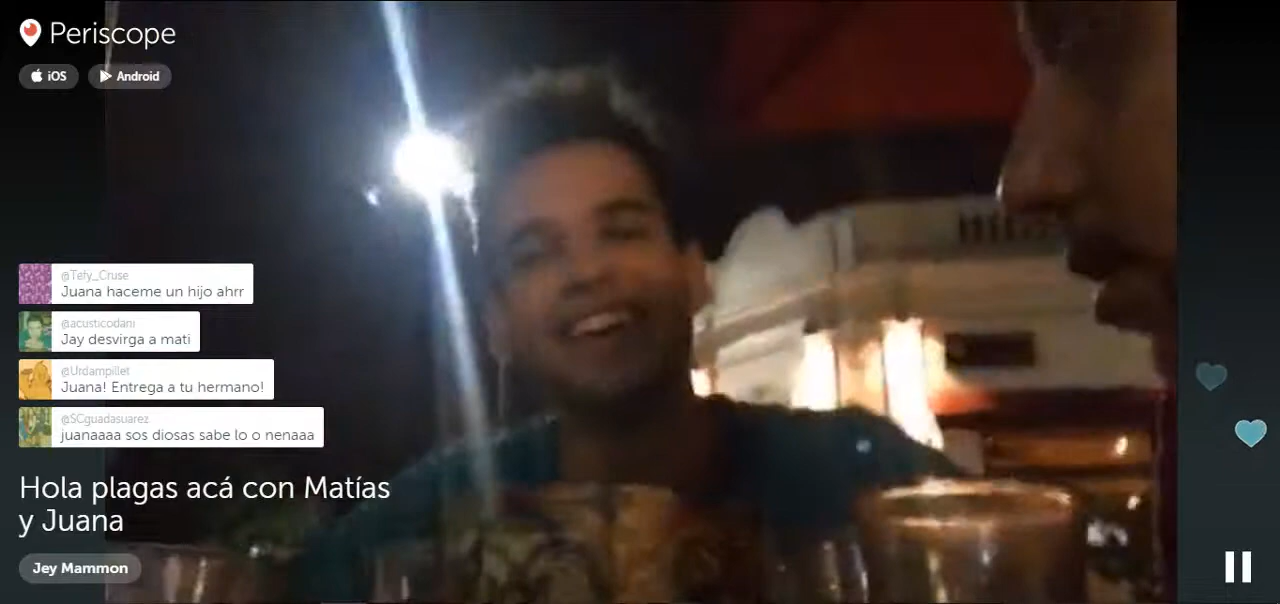 Periscope
iOS
Android
@Tefy_Cruse
Juana haceme un hijo ahrr
@acusticodani
Jay desvirga a mati
@Urdampillet
Juana! Entrega a tu hermano!
@SCguadasuarez
juanaaaa sos diosas sabe lo o nenaaa
Hola plagas acá con Matías
y Juana
Jey Mammon